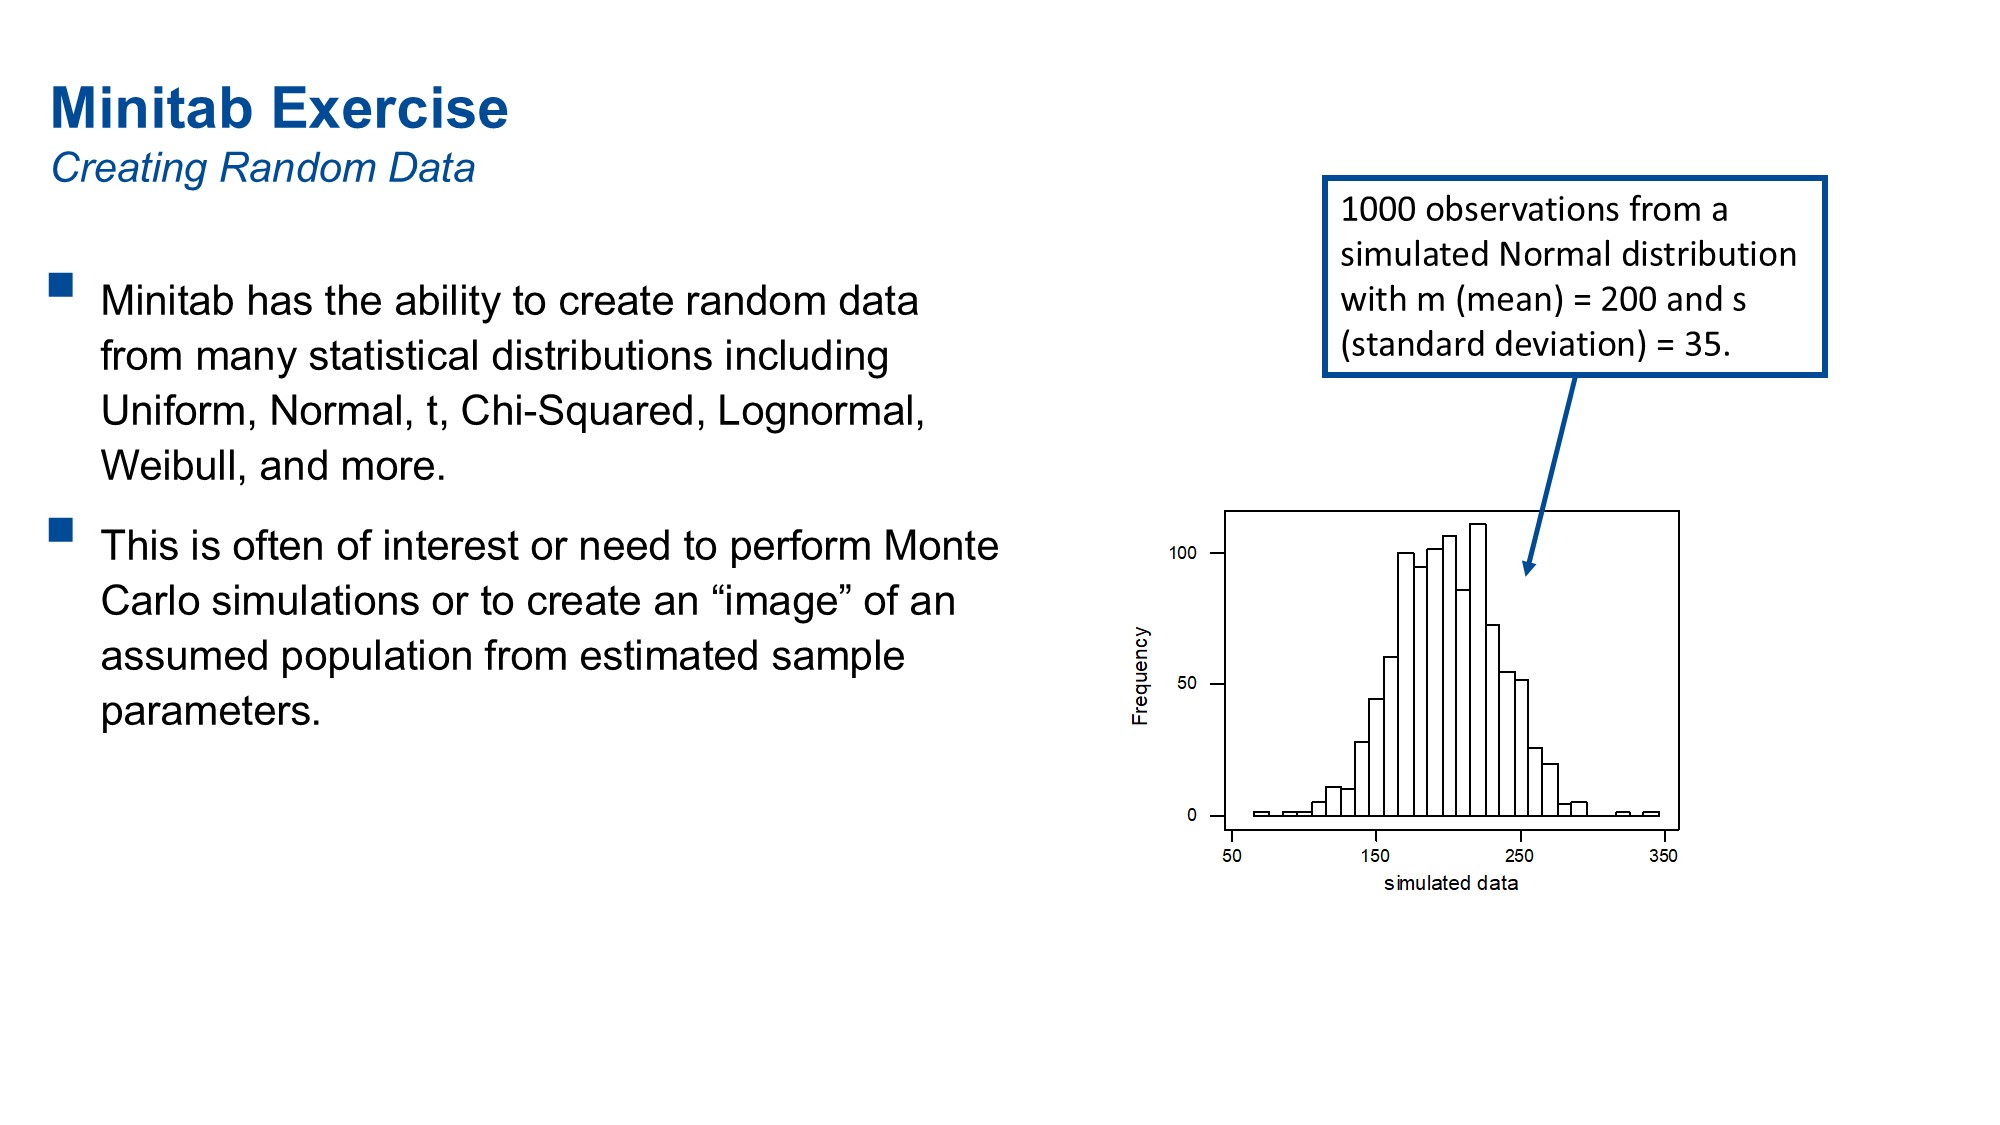 Minitab Exercise
Creating Random Data
Minitab has the ability to create random data
from many statistical distributions including
Uniform, Normal, t, Chi-Squared, Lognormal,
Weibull, and more.
This is often of interest or need to perform Monte
Carlo simulations or to create an “image” of an
assumed population from estimated sample
parameters.
1000 observations from a
simulated Normal distribution
with m (mean) = 200 and s
(standard deviation) = 35.
100
50
0
Frequency
50 150 250 350
simulated data